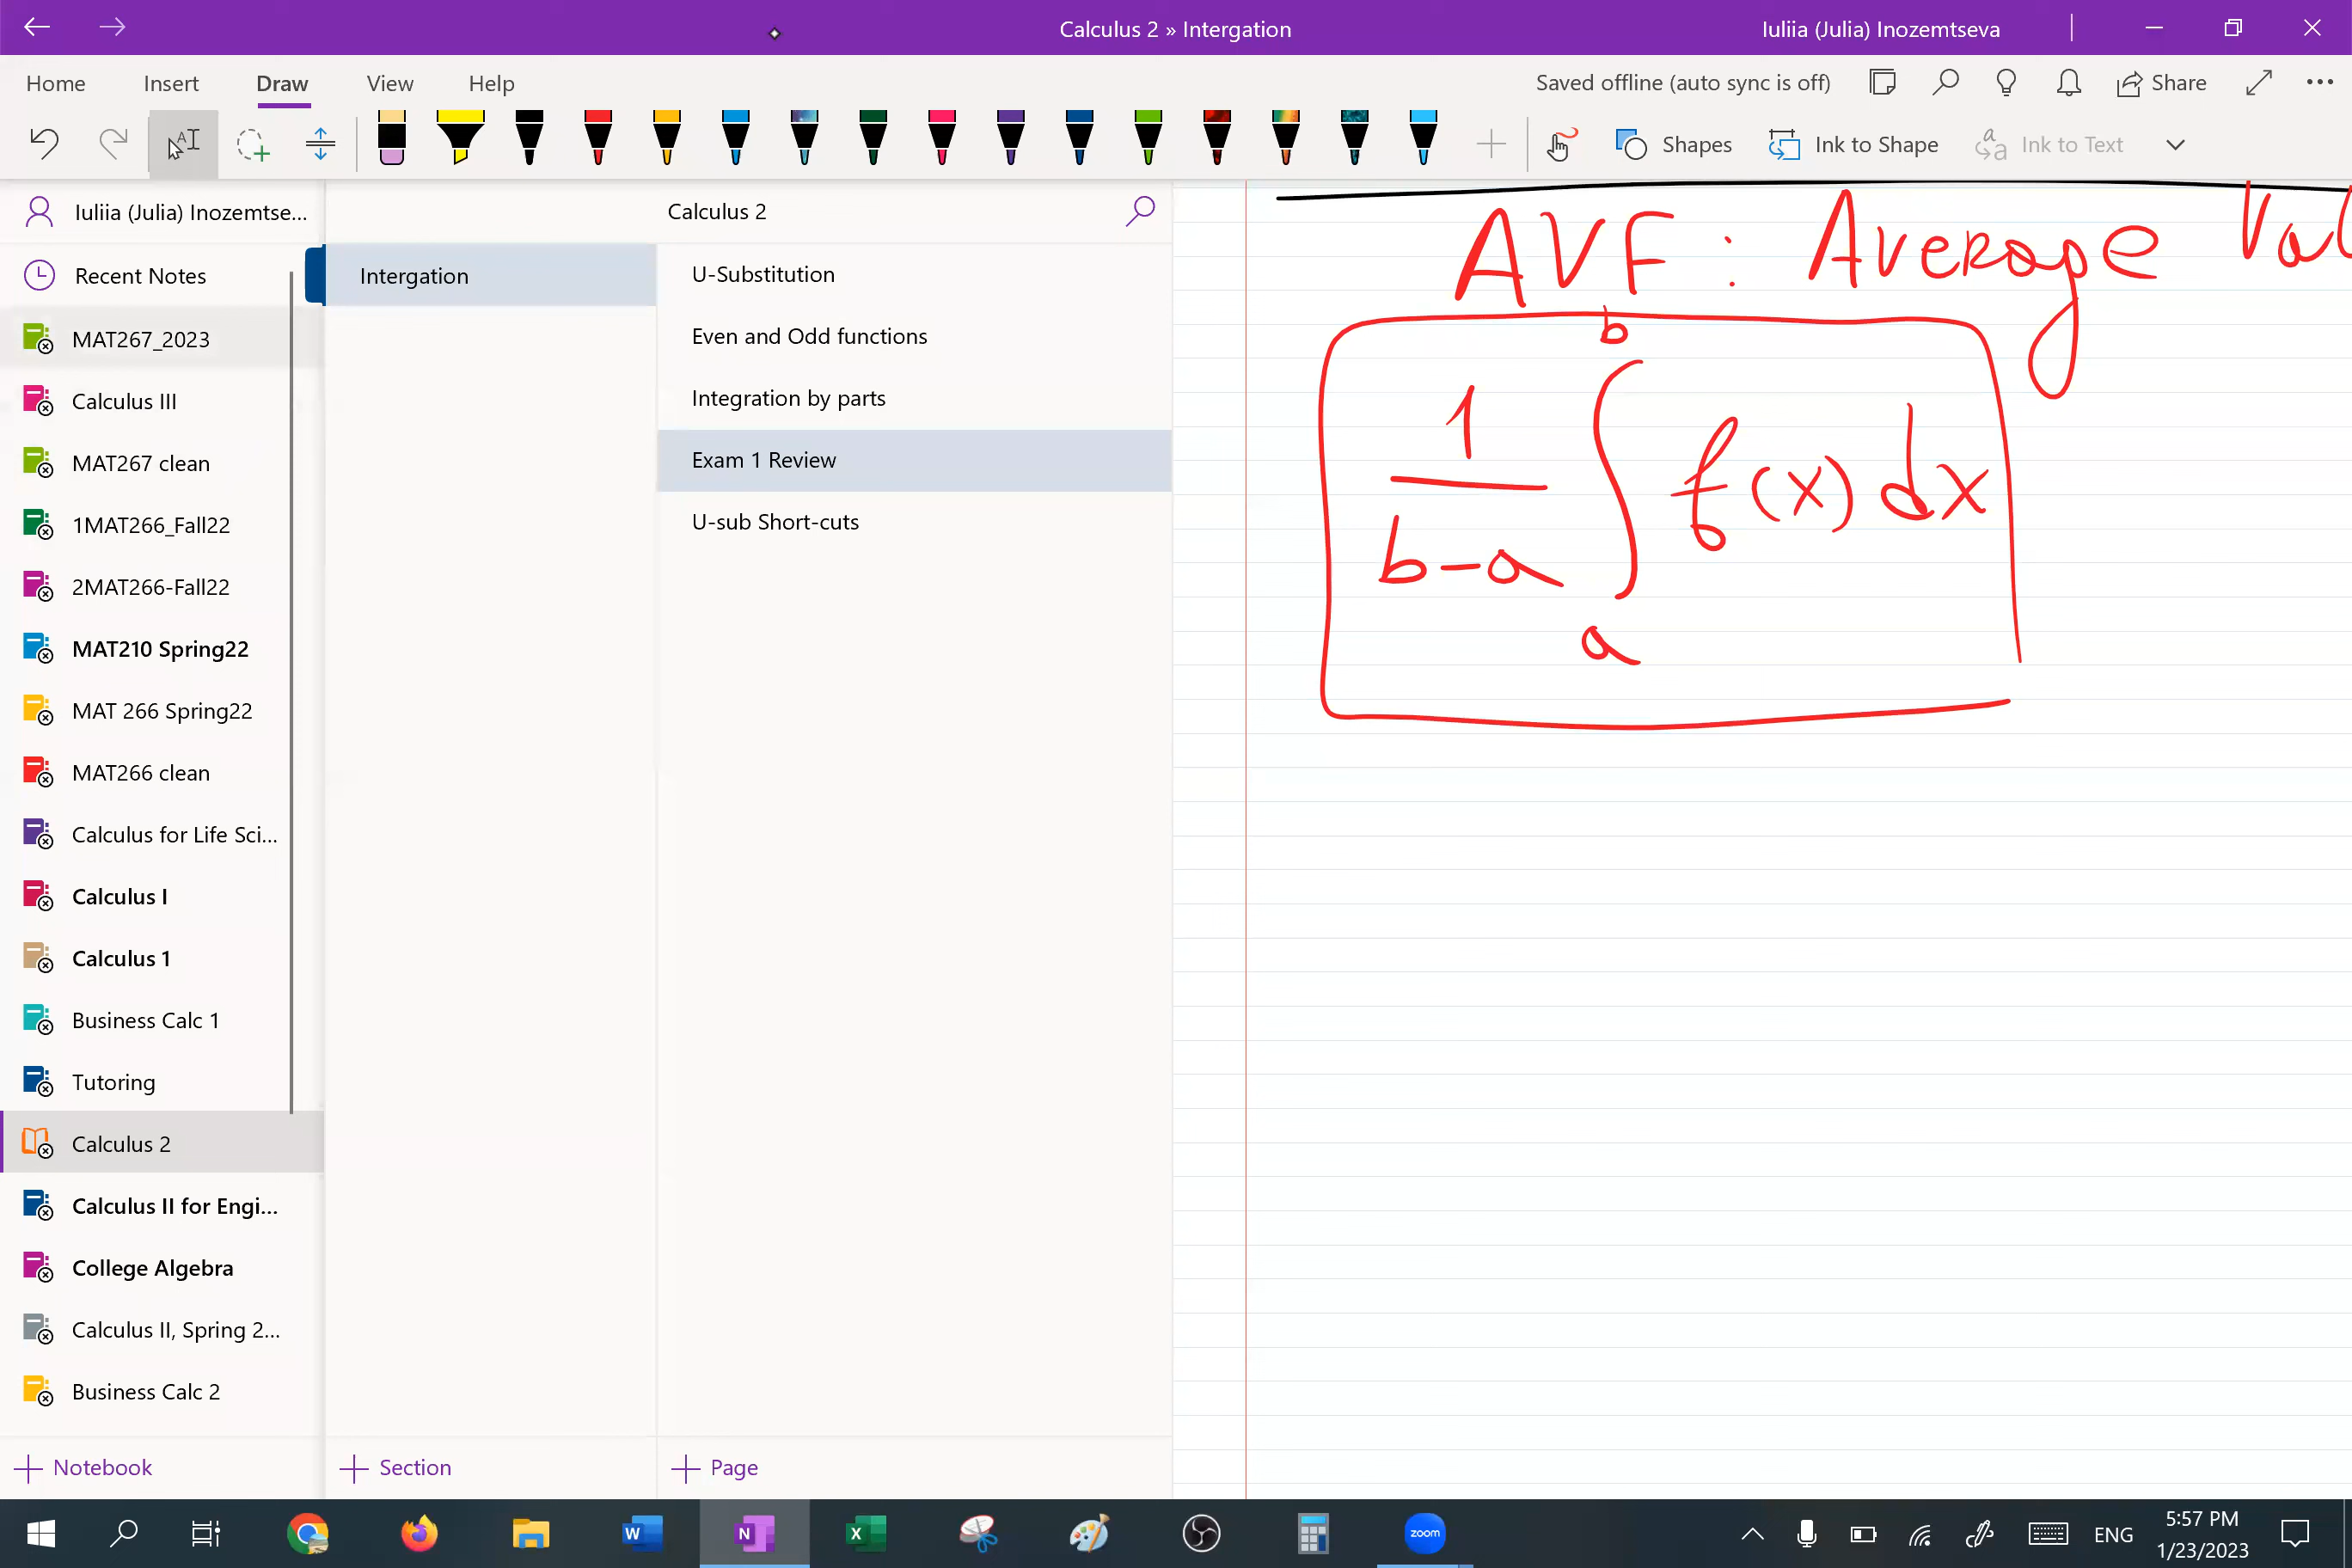 Calculus 2 » Intergation
Iuliia (Julia) Inozemtseva
Home Insert Draw View Help
Saved offline (auto sync is off)
Share
Shapes
Ink to Shape
Ink to Text
Iuliia (Julia) Inozemtse...
Recent Notes
MAT267_2023
Calculus III
MAT267 clean
1MAT266_Fall22
2MAT266-Fall22
MAT210 Spring22
MAT 266 Spring22
MAT266 clean
Calculus for Life Sci...
Calculus I
Calculus 1
Business Calc 1
Tutoring
Calculus 2
Calculus II for Engi...
College Algebra
Calculus II, Spring 2...
Business Calc 2
Notebook
Intergation
Section
Calculus 2
U-Substitution
Even and Odd functions
Integration by parts
Exam 1 Review
U-sub Short-cuts
Page
AVF: Average Val
b
1
∫ f(x) dx
b-a
a
zoom
ENG
5:57 PM
1/23/2023